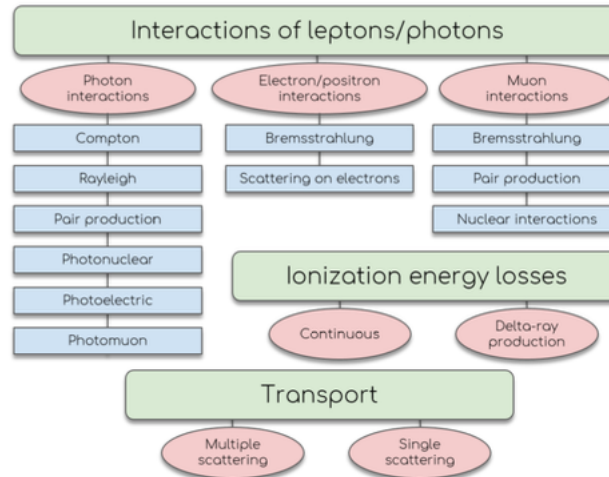 Interactions of leptons/photons
Photon
interactions
Electron/positron
interactions
Muon
interactions
Compton
Rayleigh
Pair production
Photonuclear
Photoelectric
Photomuon
Bremsstrahlung
Scattering on electrons
Bremsstrahlung
Pair production
Nuclear interactions
Ionization energy losses
Continuous
Delta-ray
production
Transport
Multiple
scattering
Single
scattering